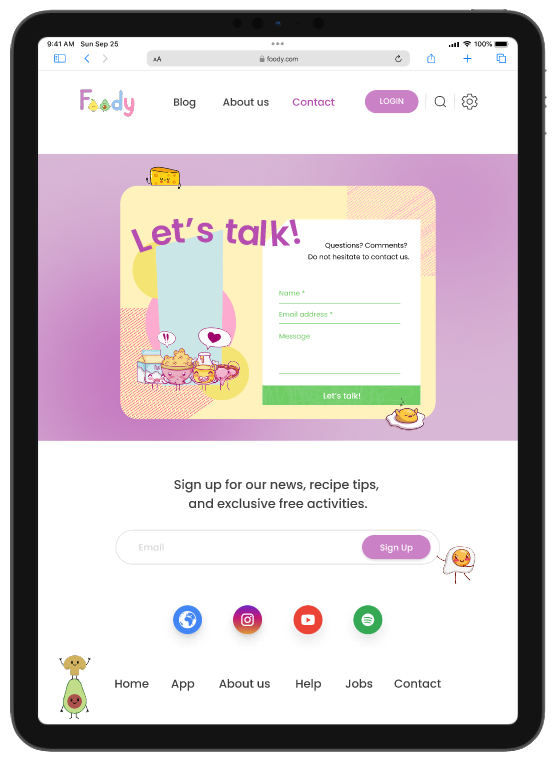 9:41 AM Sun Sep 25
100%
AA
foody.com
Foody
Blog
About us
Contact
LOGIN
Let's talk!
Questions? Comments?
Do not hesitate to contact us.
Name *
Email address *
Message
Let's talk!
Sign up for our news, recipe tips,
and exclusive free activities.
Email
Sign Up
Home
App
About us
Help
Jobs
Contact